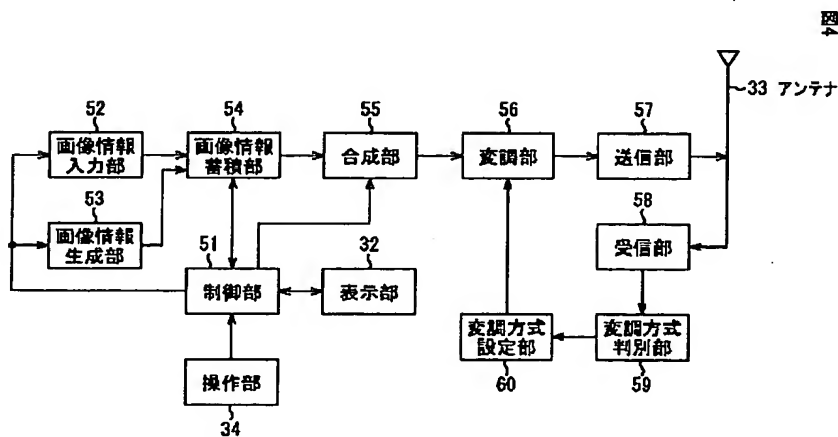 図4
33 アンテナ
52
画像情報
入力部
54
画像情報
蓄積部
55
合成部
56
変調部
57
送信部
53
画像情報
生成部
58
受信部
51
制御部
32
表示部
変調方式
設定部
60
変調方式
判別部
59
操作部
34